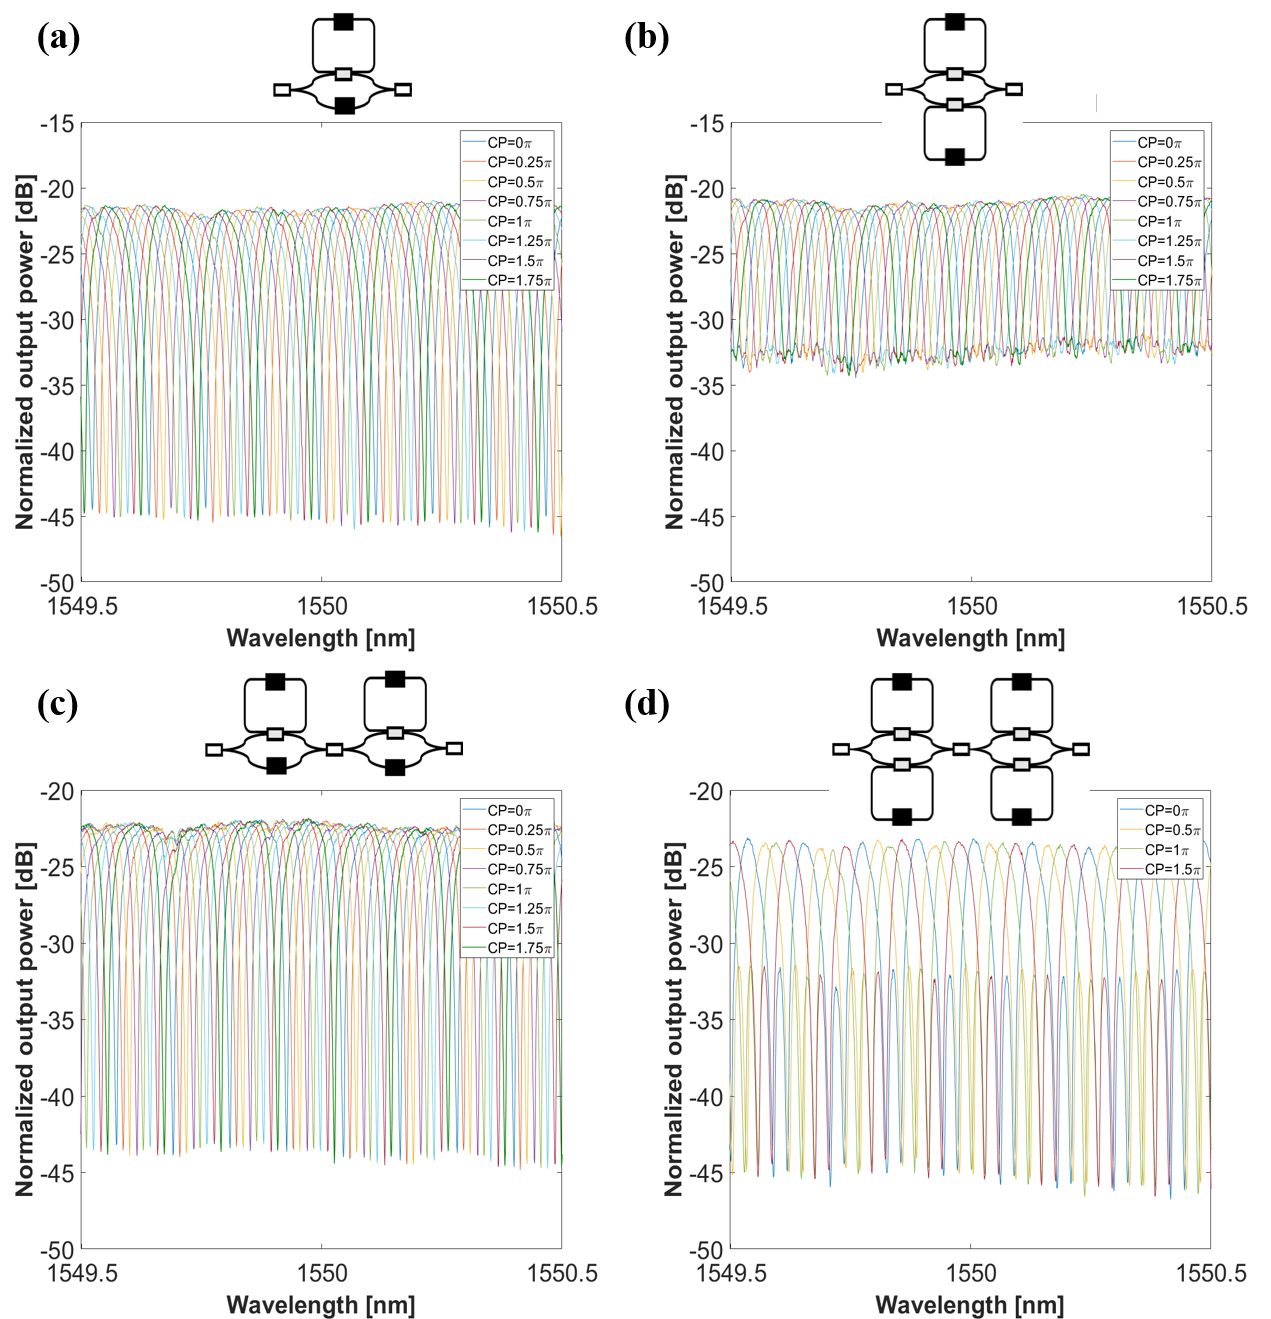 (a)
-15
-20
-25
-30
-35
-40
-45
-50
Normalized output power [dB]
CP=0π
CP=0.25π
CP=0.5π
CP=0.75π
CP=1π
CP=1.25π
CP=1.5π
CP=1.75π
1549.5 1550 1550.5
Wavelength [nm]
(b)
-15
-20
-25
-30
-35
-40
-45
-50
Normalized output power [dB]
CP=0π
CP=0.25π
CP=0.5π
CP=0.75π
CP=1π
CP=1.25π
CP=1.5π
CP=1.75π
1549.5 1550 1550.5
Wavelength [nm]
(c)
-20
-25
-30
-35
-40
-45
-50
Normalized output power [dB]
CP=0π
CP=0.25π
CP=0.5π
CP=0.75π
CP=1π
CP=1.25π
CP=1.5π
CP=1.75π
1549.5 1550 1550.5
Wavelength [nm]
(d)
-20
-25
-30
-35
-40
-45
-50
Normalized output power [dB]
CP=0π
CP=0.5π
CP=1π
CP=1.5π
1549.5 1550 1550.5
Wavelength [nm]